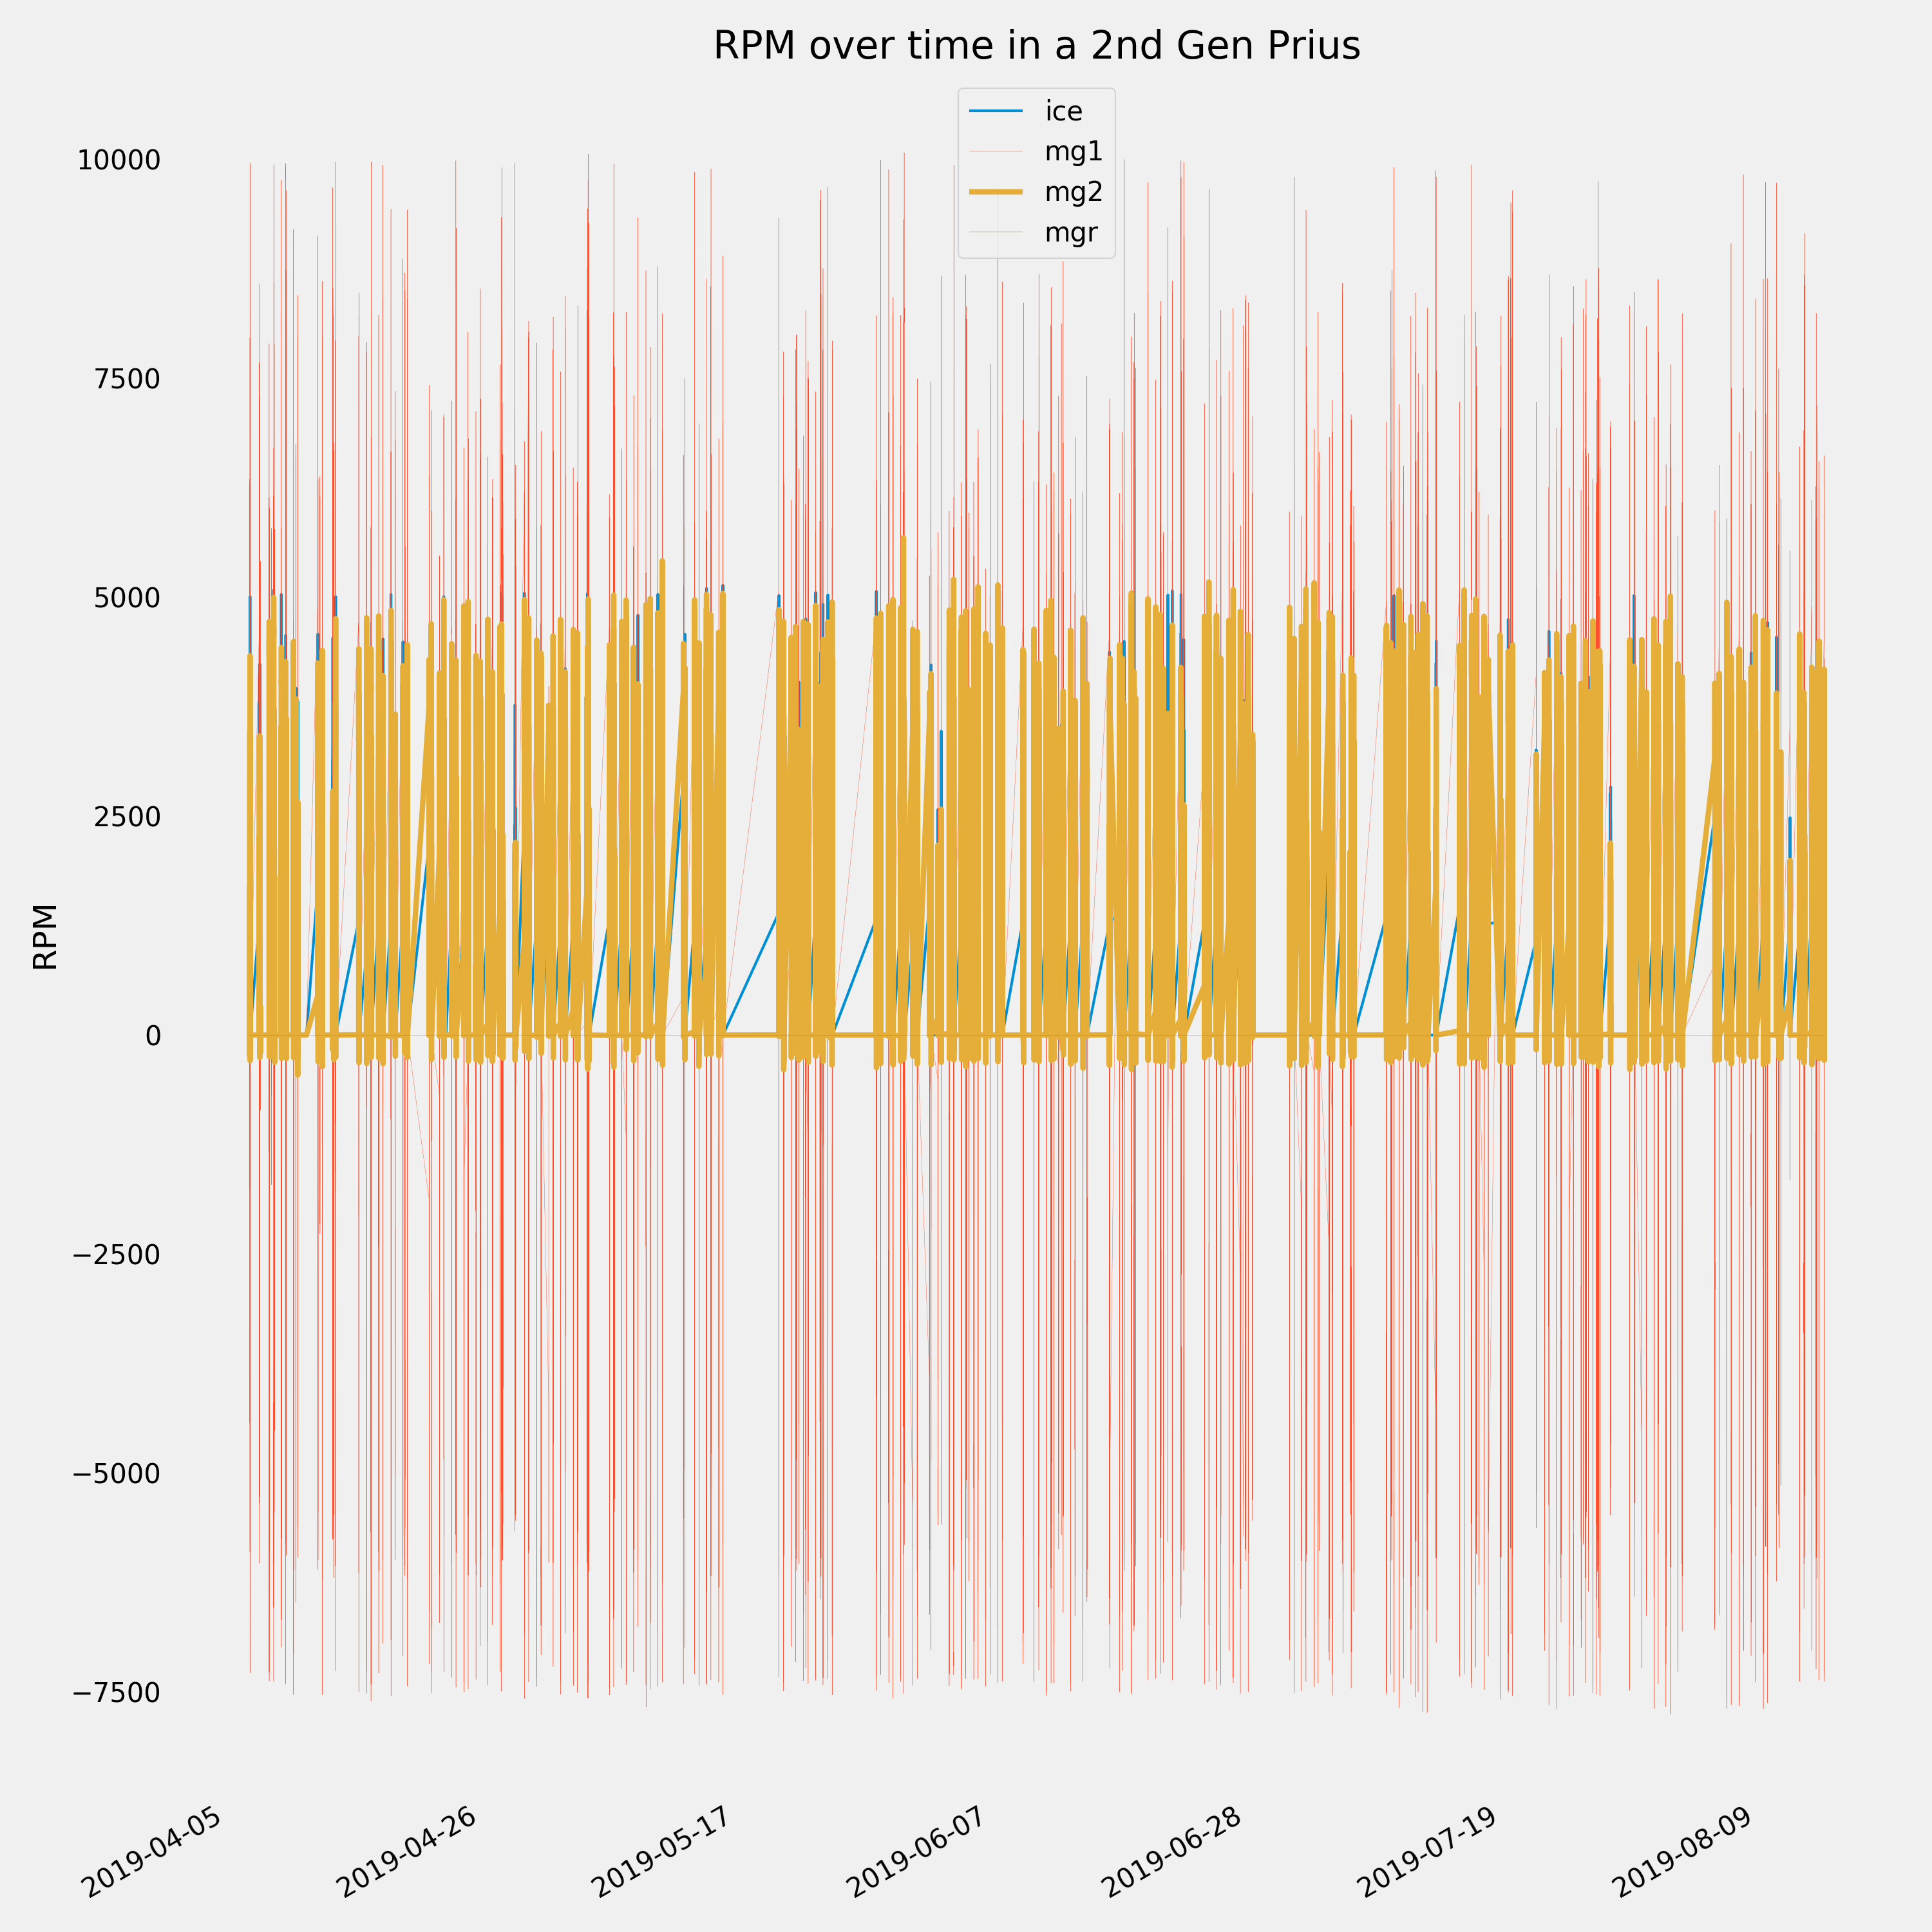 RPM over time in a 2nd Gen Prius
ice
mg1
mg2
mgr
10000
7500
5000
2500
0
−2500
−5000
−7500
RPM
2019-04-05
2019-04-26
2019-05-17
2019-06-07
2019-06-28
2019-07-19
2019-08-09